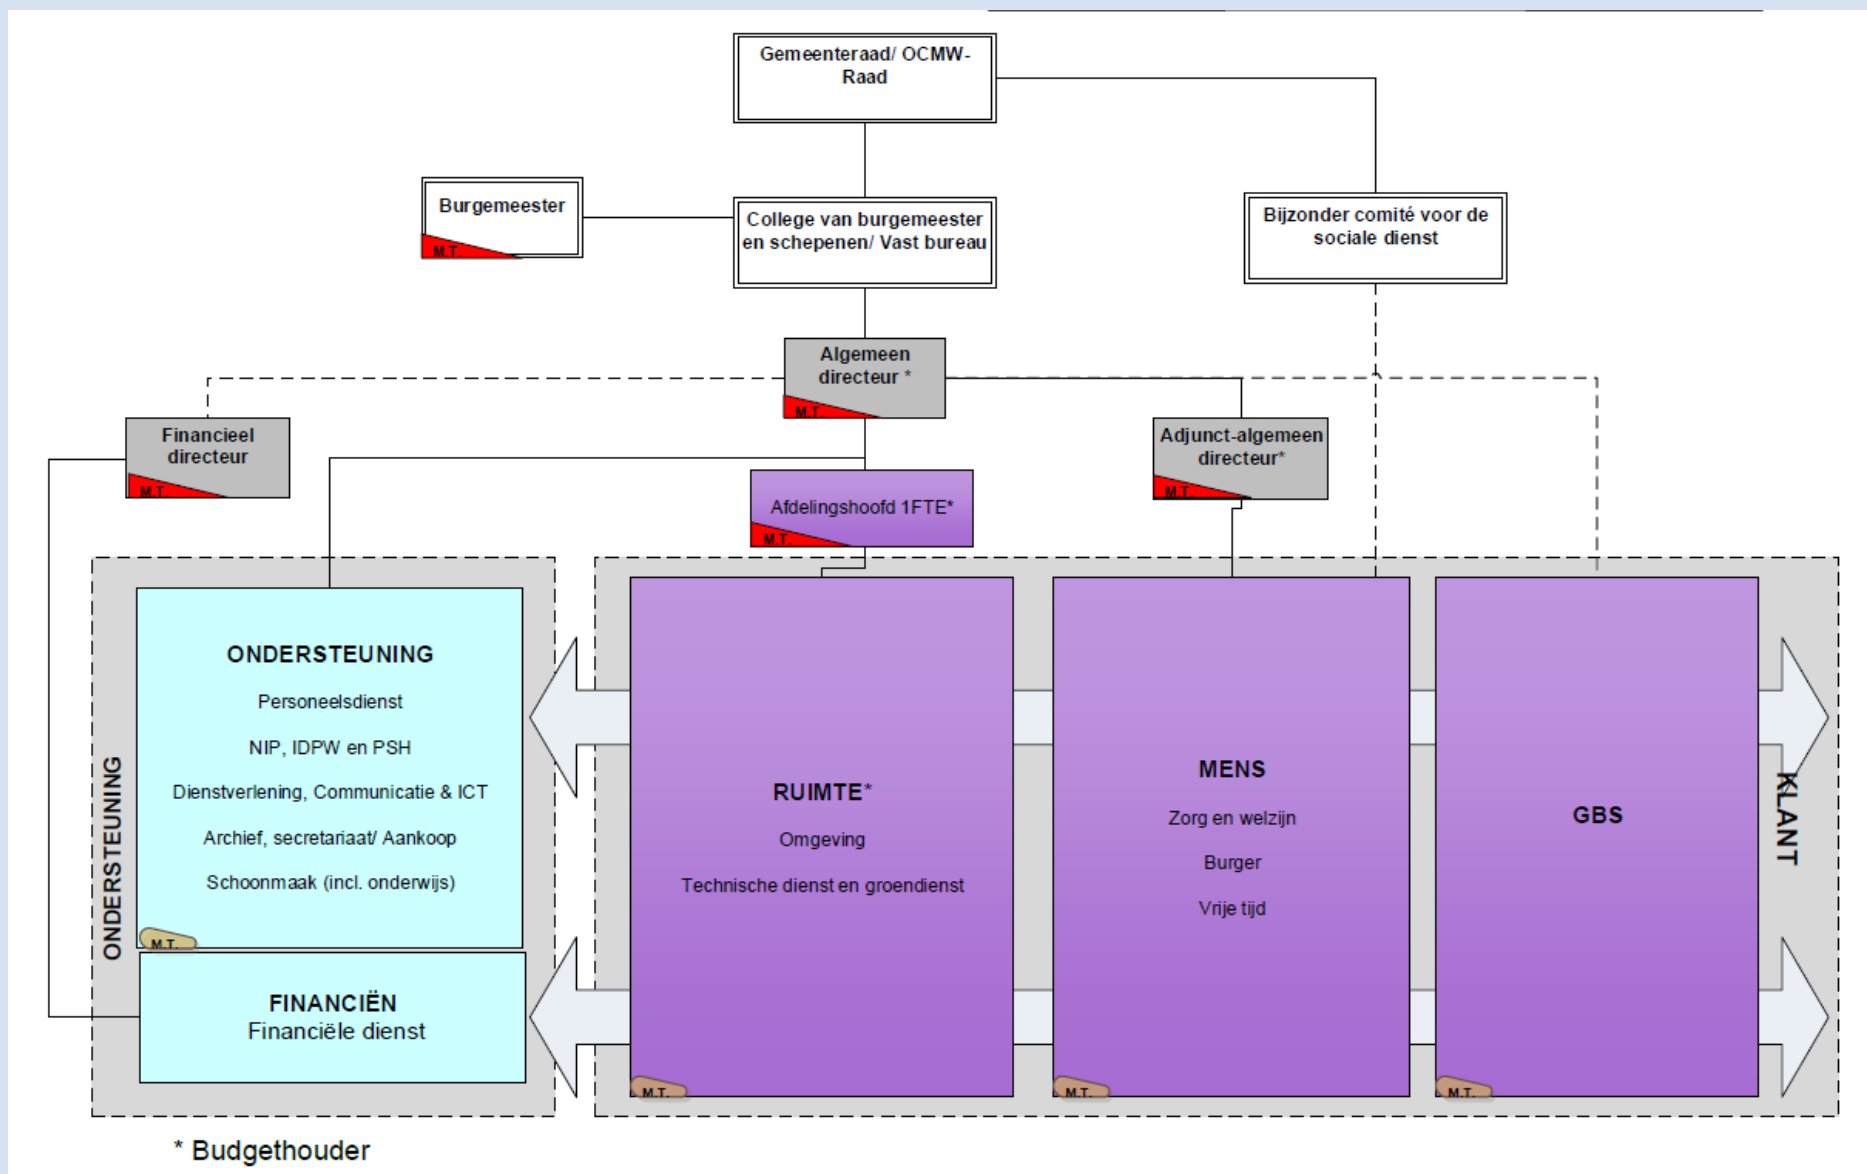 Gemeenteraad/ OCMW-
Raad
Burgemeester
M.T.
College van burgemeester
en schepenen/ Vast bureau
Bijzonder comité voor de
sociale dienst
Algemeen
directeur *
M.T.
Financieel
directeur
M.T.
Adjunct-algemeen
directeur*
M.T.
Afdelingshoofd 1FTE*
M.T.
ONDERSTEUNING
ONDERSTEUNING
Personeelsdienst
NIP, IDPW en PSH
Dienstverlening, Communicatie & ICT
Archief, secretariaat/ Aankoop
Schoonmaak (incl. onderwijs)
M.T.
FINANCIËN
Financiële dienst
RUIMTE*
Omgeving
Technische dienst en groendienst
M.T.
MENS
Zorg en welzijn
Burger
Vrije tijd
M.T.
GBS
M.T.
KLANT
* Budgethouder